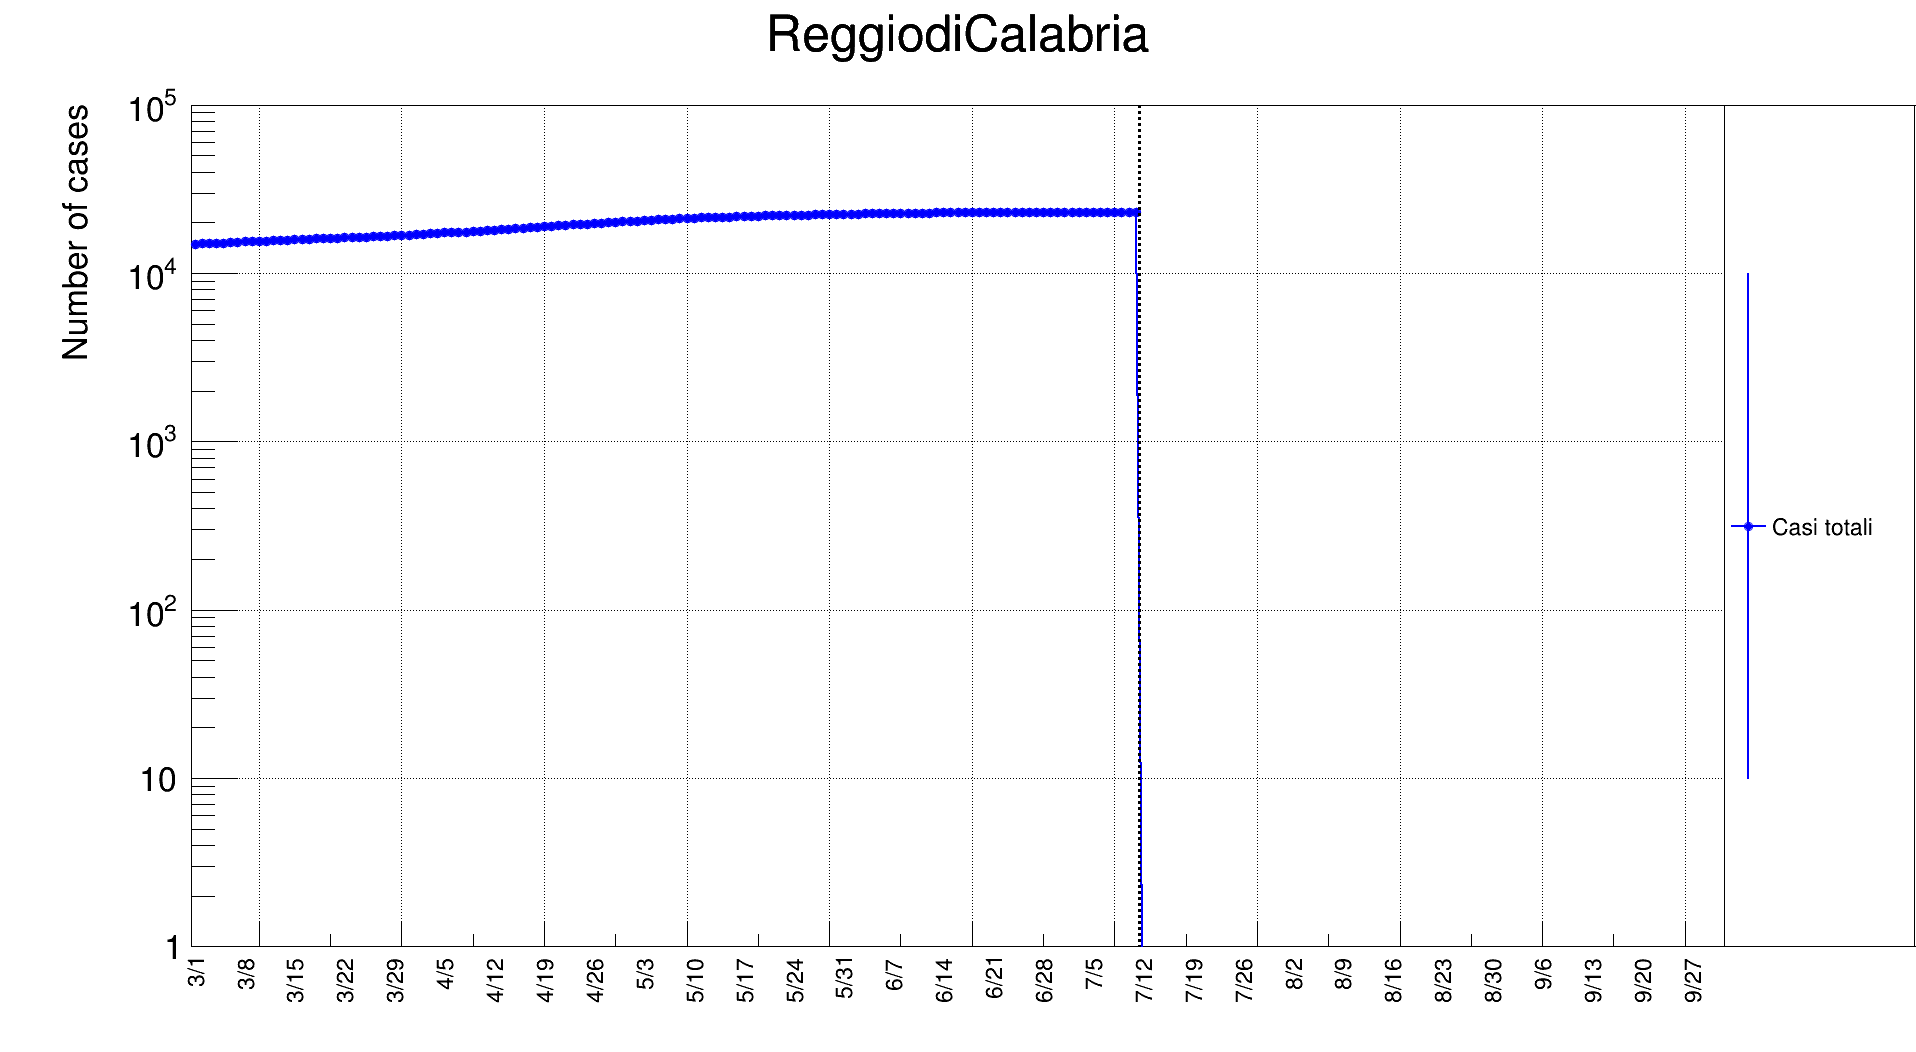 ReggiodiCalabria
Number of cases
10^5
10^4
10^3
10^2
10
1
3/1 3/8 3/15 3/22 3/29 4/5 4/12 4/19 4/26 5/3 5/10 5/17 5/24 5/31 6/7 6/14 6/21 6/28 7/5 7/12 7/19 7/26 8/2 8/9 8/16 8/23 8/30 9/6 9/13 9/20 9/27
Casi totali